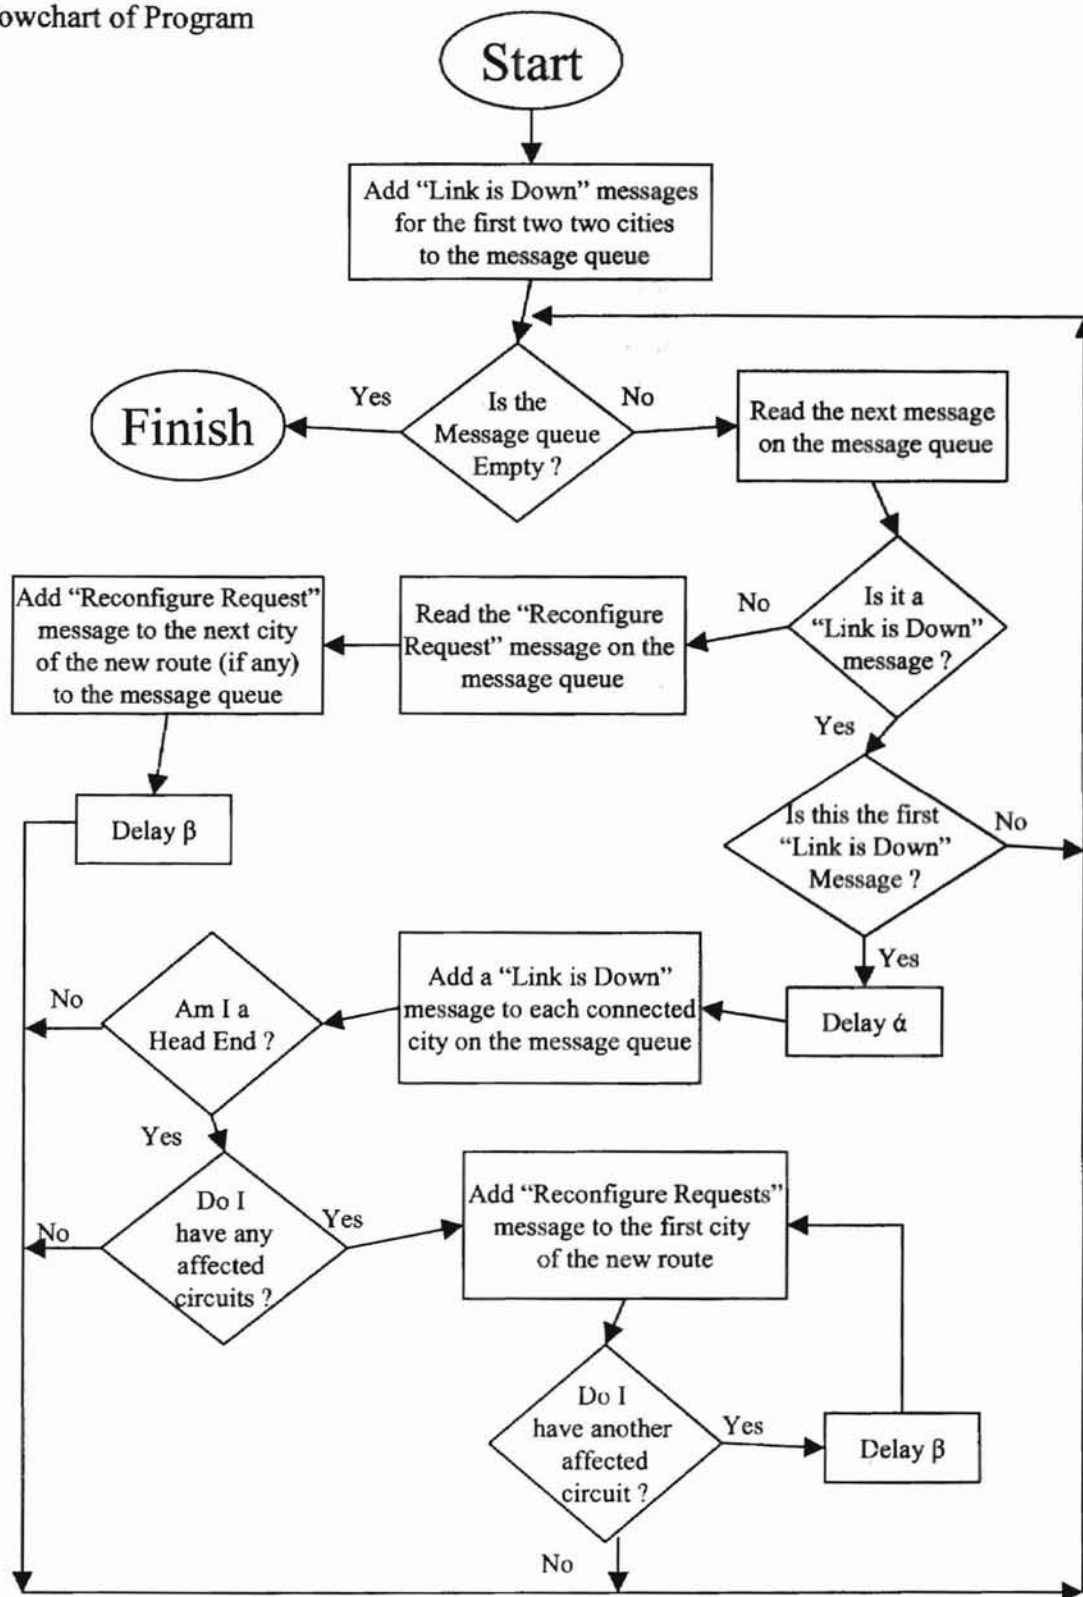 owchart of Program
Start
Add “Link is Down” messages
for the first two two cities
to the message queue
Yes
Is the
Message queue
Empty ?
No
Finish
Read the next message
on the message queue
Is it a
“Link is Down”
message ?
No
Read the “Reconfigure
Request” message on the
message queue
Add “Reconfigure Request”
message to the next city
of the new route (if any)
to the message queue
Yes
Delay β
Is this the first
“Link is Down”
Message ?
No
Yes
Delay ά
Add a “Link is Down”
message to each connected
city on the message queue
Am I a
Head End ?
No
Yes
Do I
have any
affected
circuits ?
No
Yes
Add “Reconfigure Requests”
message to the first city
of the new route
Do I
have another
affected
circuit ?
Yes
Delay β
No